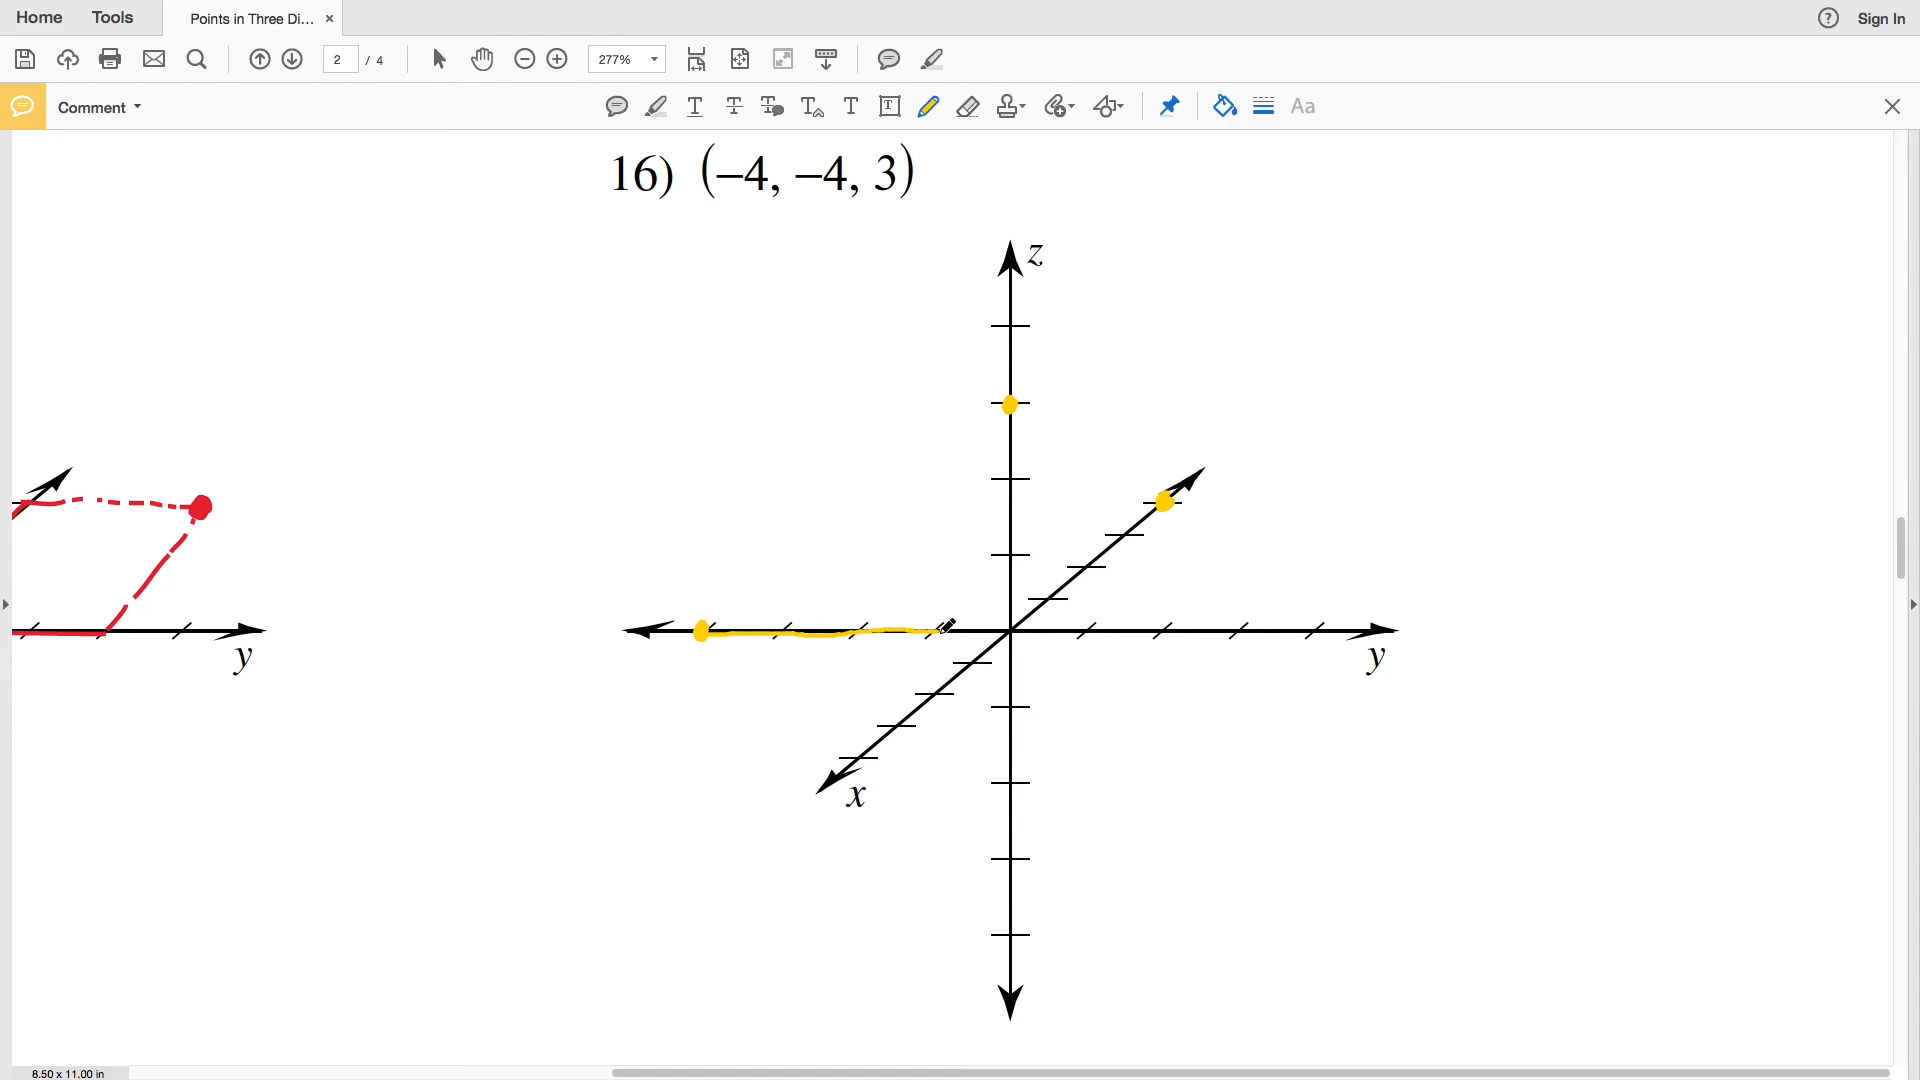 Home Tools Points in Three Di... × ? Sign In
2 / 4 277%
Comment T T T T T T Aa
16) (−4, −4, 3)
z
y
y
x
8.50 x 11.00 in